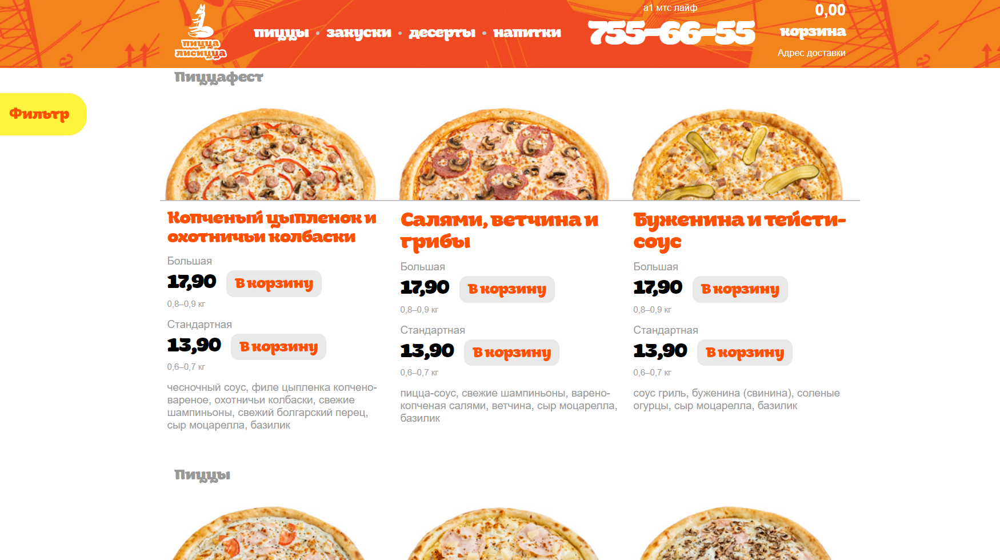 пицца
лисицца
пиццы • закуски • десерты • напитки
а1 мтс лайф
755-66-55
0,00
корзина
Адрес доставки
Пиццафест
Фильтр
Копченый цыпленок и
охотничьи колбаски
Большая
17,90 В корзину
0,8–0,9 кг
Стандартная
13,90 В корзину
0,6–0,7 кг
чесночный соус, филе цыпленка копчено-
вареное, охотничьи колбаски, свежие
шампиньоны, свежий болгарский перец,
сыр моцарелла, базилик
Салями, ветчина и
грибы
Большая
17,90 В корзину
0,8–0,9 кг
Стандартная
13,90 В корзину
0,6–0,7 кг
пицца-соус, свежие шампиньоны, варено-
копченая салями, ветчина, сыр моцарелла,
базилик
Буженина и тейсти-
соус
Большая
17,90 В корзину
0,8–0,9 кг
Стандартная
13,90 В корзину
0,6–0,7 кг
соус гриль, буженина (свинина), соленые
огурцы, сыр моцарелла, базилик
Пиццы